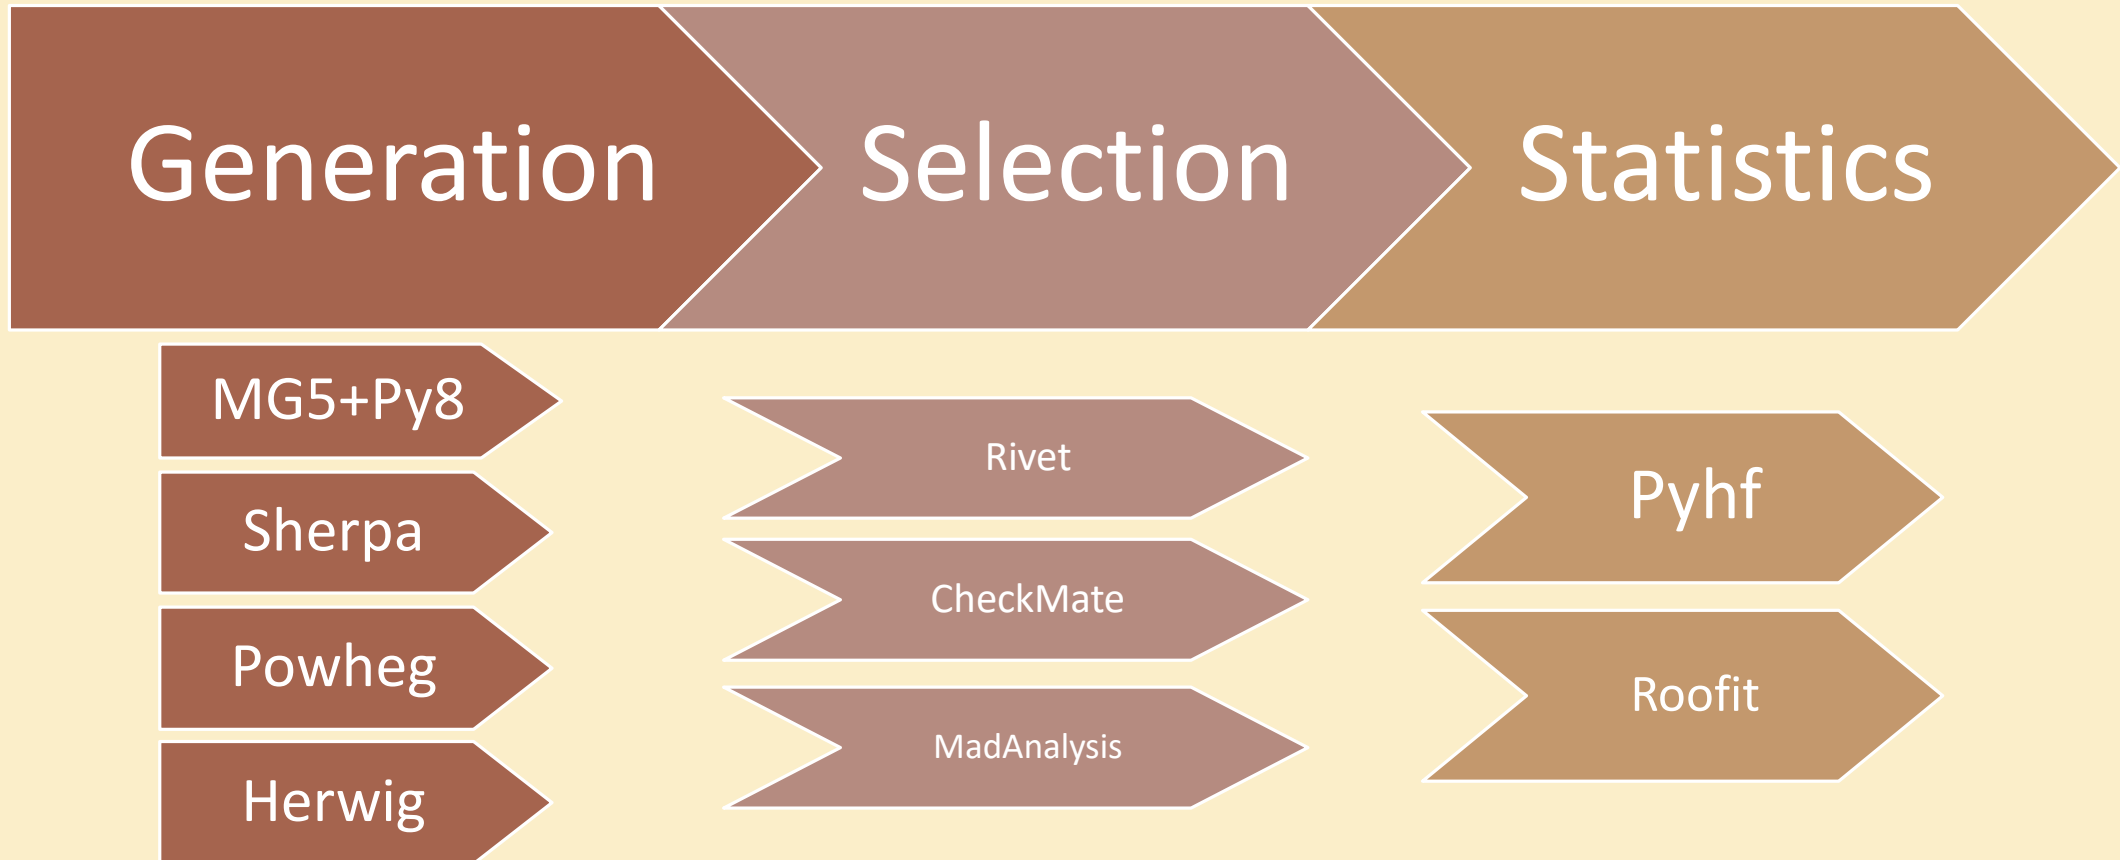 Generation
Selection
Statistics
MG5+Py8
Sherpa
Powheg
Herwig
Rivet
CheckMate
MadAnalysis
Pyhf
Roofit